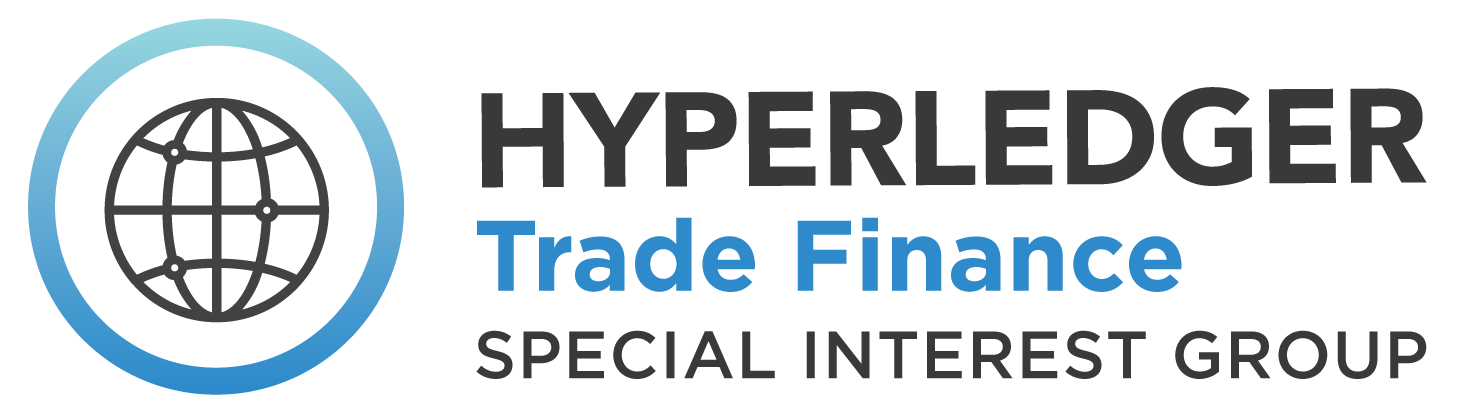 HYPERLEDGER
Trade Finance
SPECIAL INTEREST GROUP